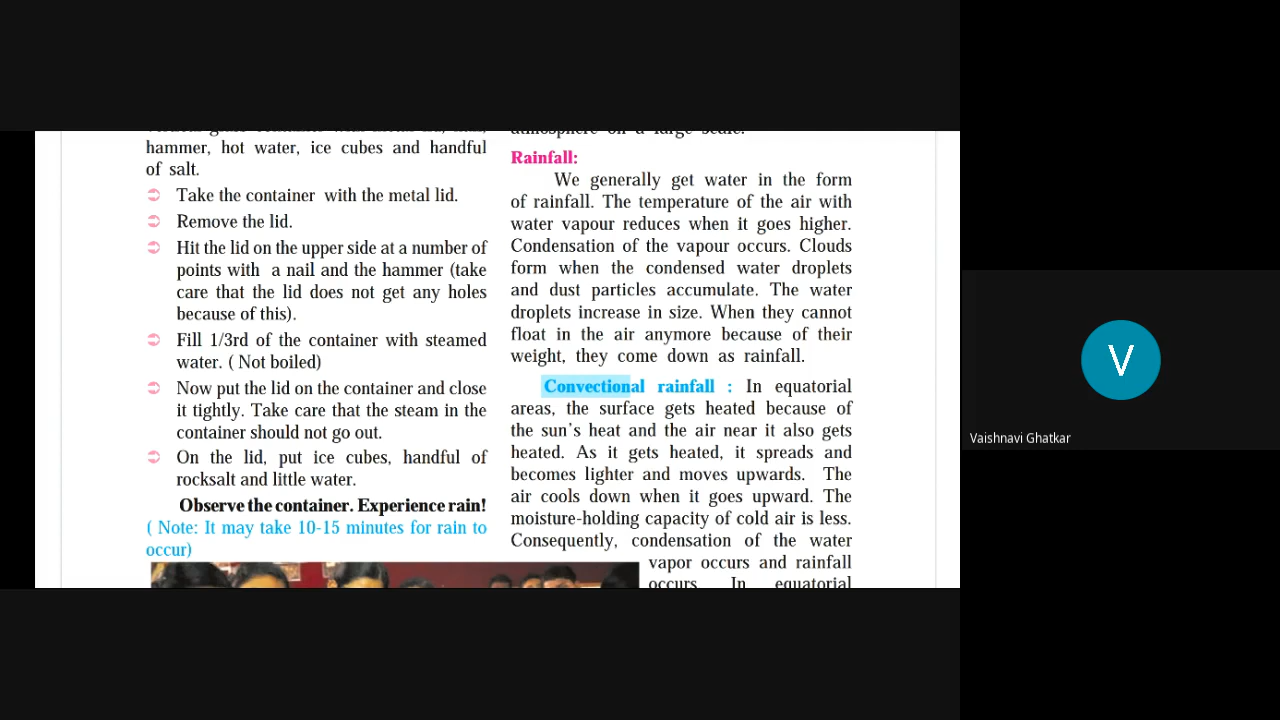 hammer, hot water, ice cubes and handful
of salt.
➲ Take the container with the metal lid.
➲ Remove the lid.
➲ Hit the lid on the upper side at a number of
points with a nail and the hammer (take
care that the lid does not get any holes
because of this).
➲ Fill 1/3rd of the container with steamed
water. ( Not boiled)
➲ Now put the lid on the container and close
it tightly. Take care that the steam in the
container should not go out.
➲ On the lid, put ice cubes, handful of
rocksalt and little water.
Observe the container. Experience rain!
( Note: It may take 10-15 minutes for rain to
occur)
atmosphere on a large scale.
Rainfall:
We generally get water in the form
of rainfall. The temperature of the air with
water vapour reduces when it goes higher.
Condensation of the vapour occurs. Clouds
form when the condensed water droplets
and dust particles accumulate. The water
droplets increase in size. When they cannot
float in the air anymore because of their
weight, they come down as rainfall.
Convectional rainfall : In equatorial
areas, the surface gets heated because of
the sun's heat and the air near it also gets
heated. As it gets heated, it spreads and
becomes lighter and moves upwards. The
air cools down when it goes upward. The
moisture-holding capacity of cold air is less.
Consequently, condensation of the water
vapor occurs and rainfall
occurs. In equatorial
V
Vaishnavi Ghatkar